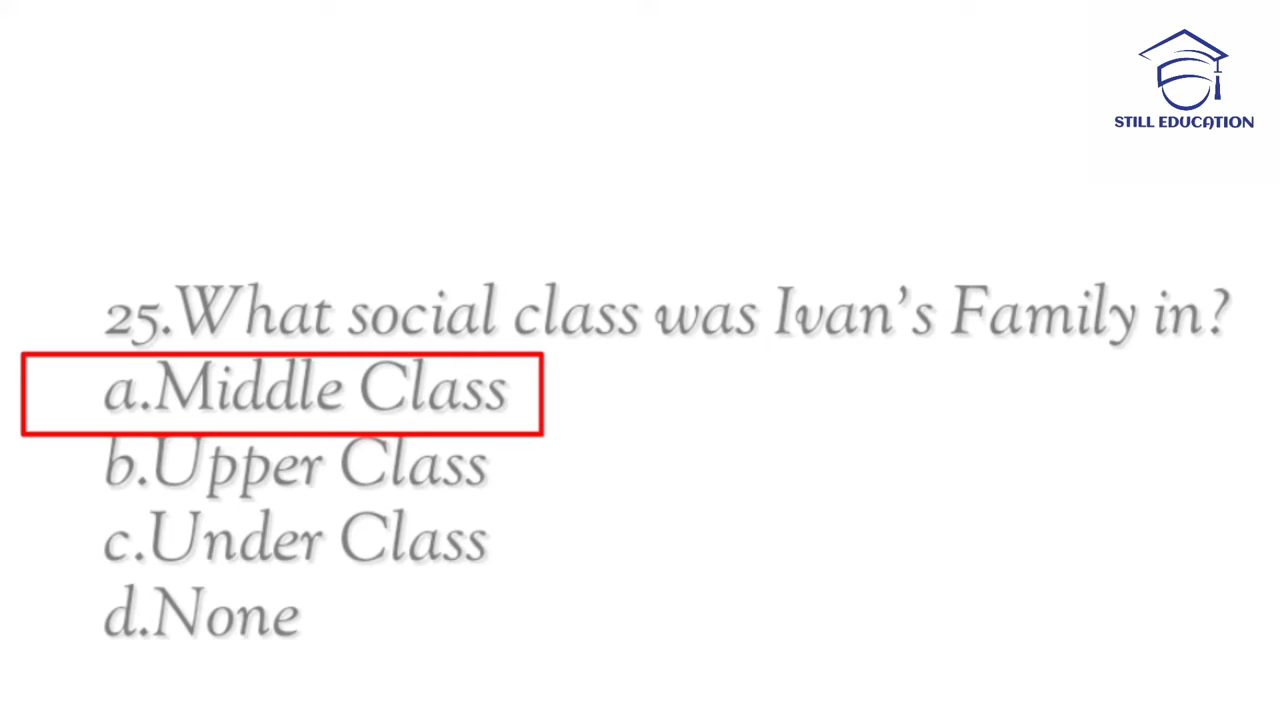 STILL EDUCATION
25.What social class was Ivan's Family in?
a.Middle Class
b.Upper Class
c.Under Class
d.None